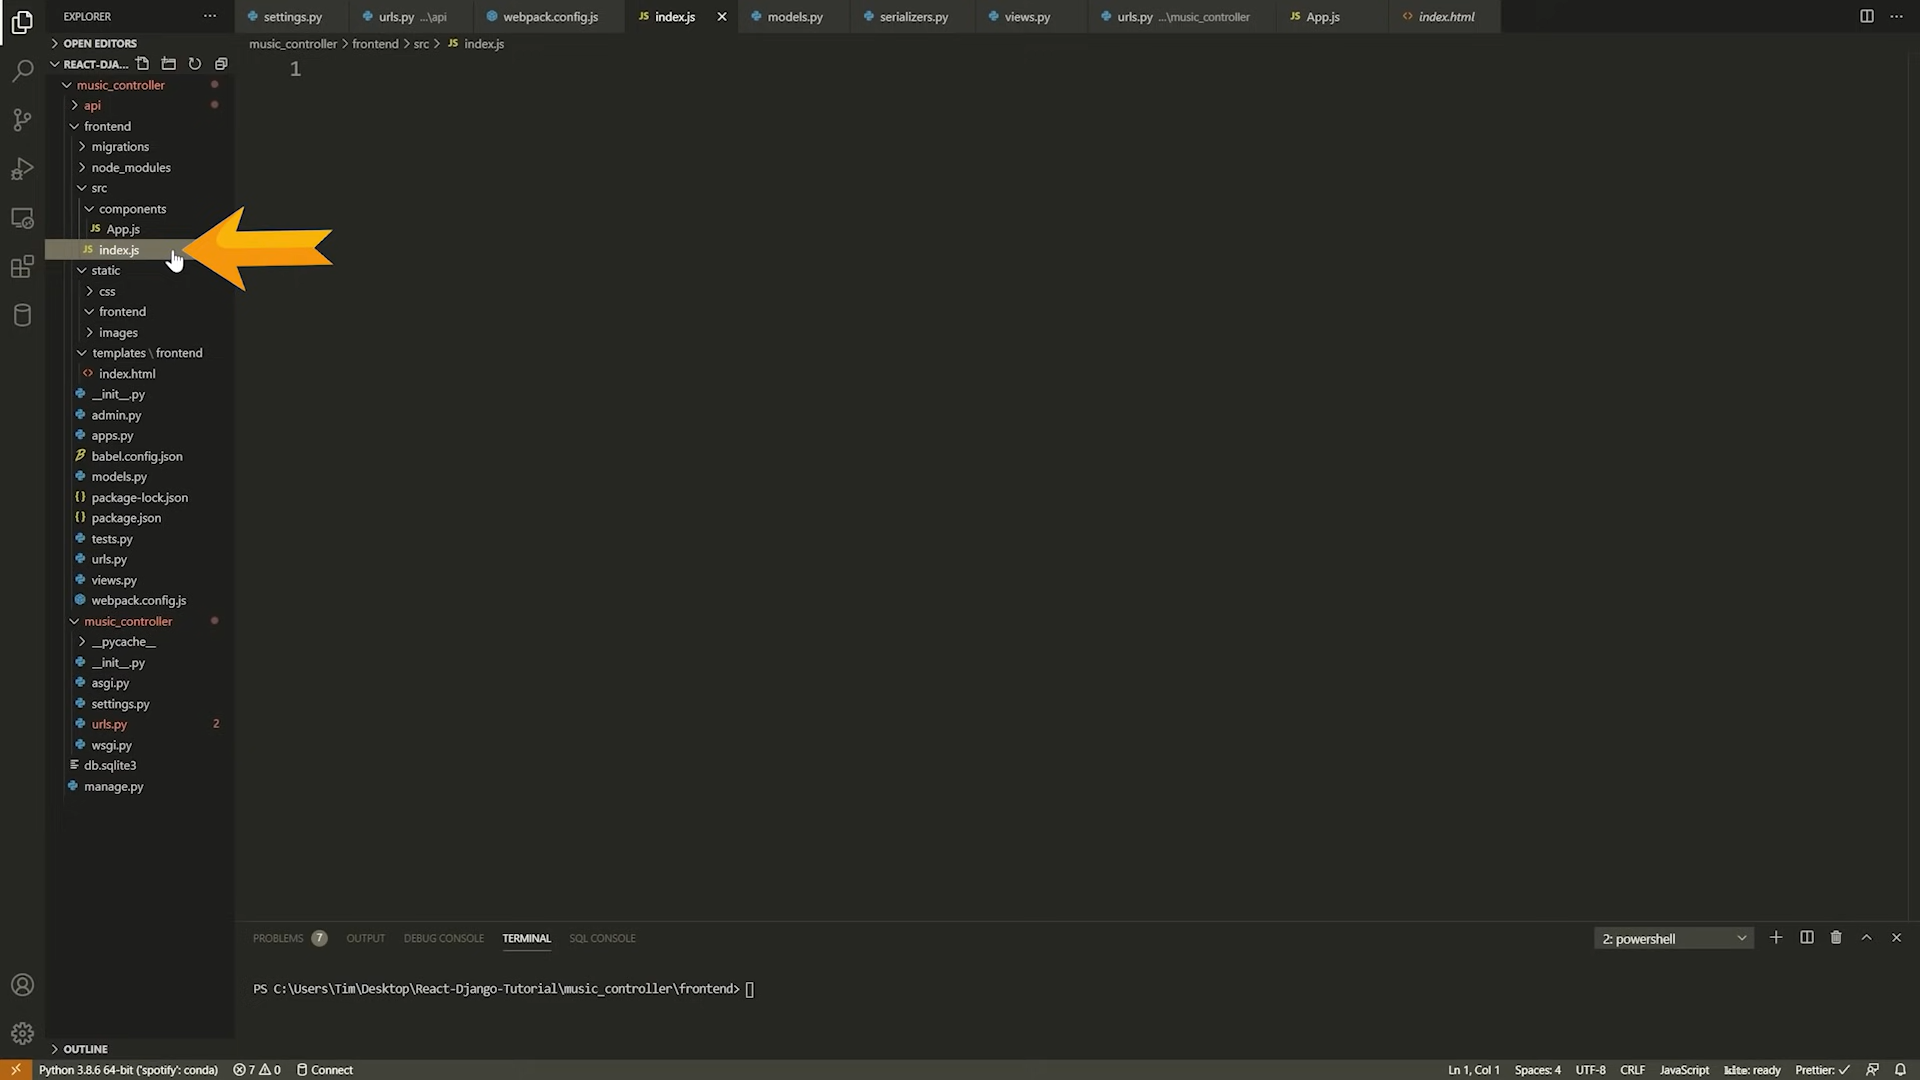 EXPLORER
settings.py
urls.py ...\api
webpack.config.js
index.js
models.py
serializers.py
views.py
urls.py ...\music_controller
App.js
index.html
OPEN EDITORS
music_controller > frontend > src > JS index.js
REACT-DJA...
1
music_controller
api
frontend
migrations
node_modules
src
components
JS App.js
JS index.js
static
css
frontend
images
templates \ frontend
index.html
__init__.py
admin.py
apps.py
babel.config.json
models.py
package-lock.json
package.json
tests.py
urls.py
views.py
webpack.config.js
music_controller
__pycache__
__init__.py
asgi.py
settings.py
urls.py 2
wsgi.py
db.sqlite3
manage.py
PROBLEMS 7 OUTPUT DEBUG CONSOLE TERMINAL SQL CONSOLE
2: powershell
PS C:\Users\Tim\Desktop\React-Django-Tutorial\music_controller\frontend>
OUTLINE
Python 3.8.6 64-bit ('spotify': conda) 7 0 Connect
Ln 1, Col 1 Spaces: 4 UTF-8 CRLF JavaScript kite: ready Prettier: ✓